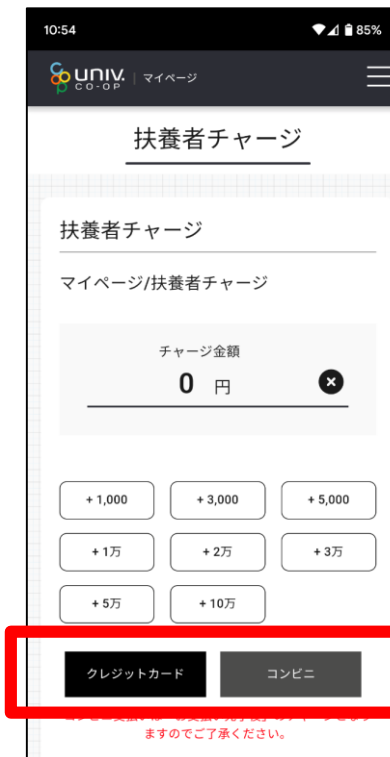 10:54
85%
univ.
CO-OP
マイページ
扶養者チャージ
扶養者チャージ
マイページ/扶養者チャージ
チャージ金額
0 円
+ 1,000 + 3,000 + 5,000
+ 1万 + 2万 + 3万
+ 5万 + 10万
クレジットカード コンビニ
ますのでご了承ください。